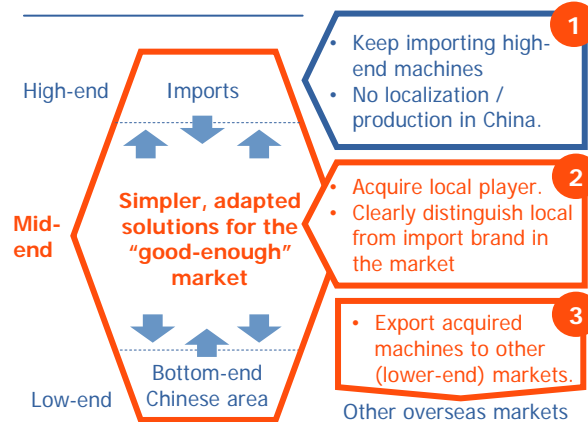 High-end
Imports
Mid-
end
Simpler, adapted
solutions for the
“good-enough”
market
Bottom-end
Chinese area
Low-end
1
• Keep importing high-
end machines
• No localization /
production in China.
2
• Acquire local player.
• Clearly distinguish local
from import brand in
the market
3
• Export acquired
machines to other
(lower-end) markets.
Other overseas markets